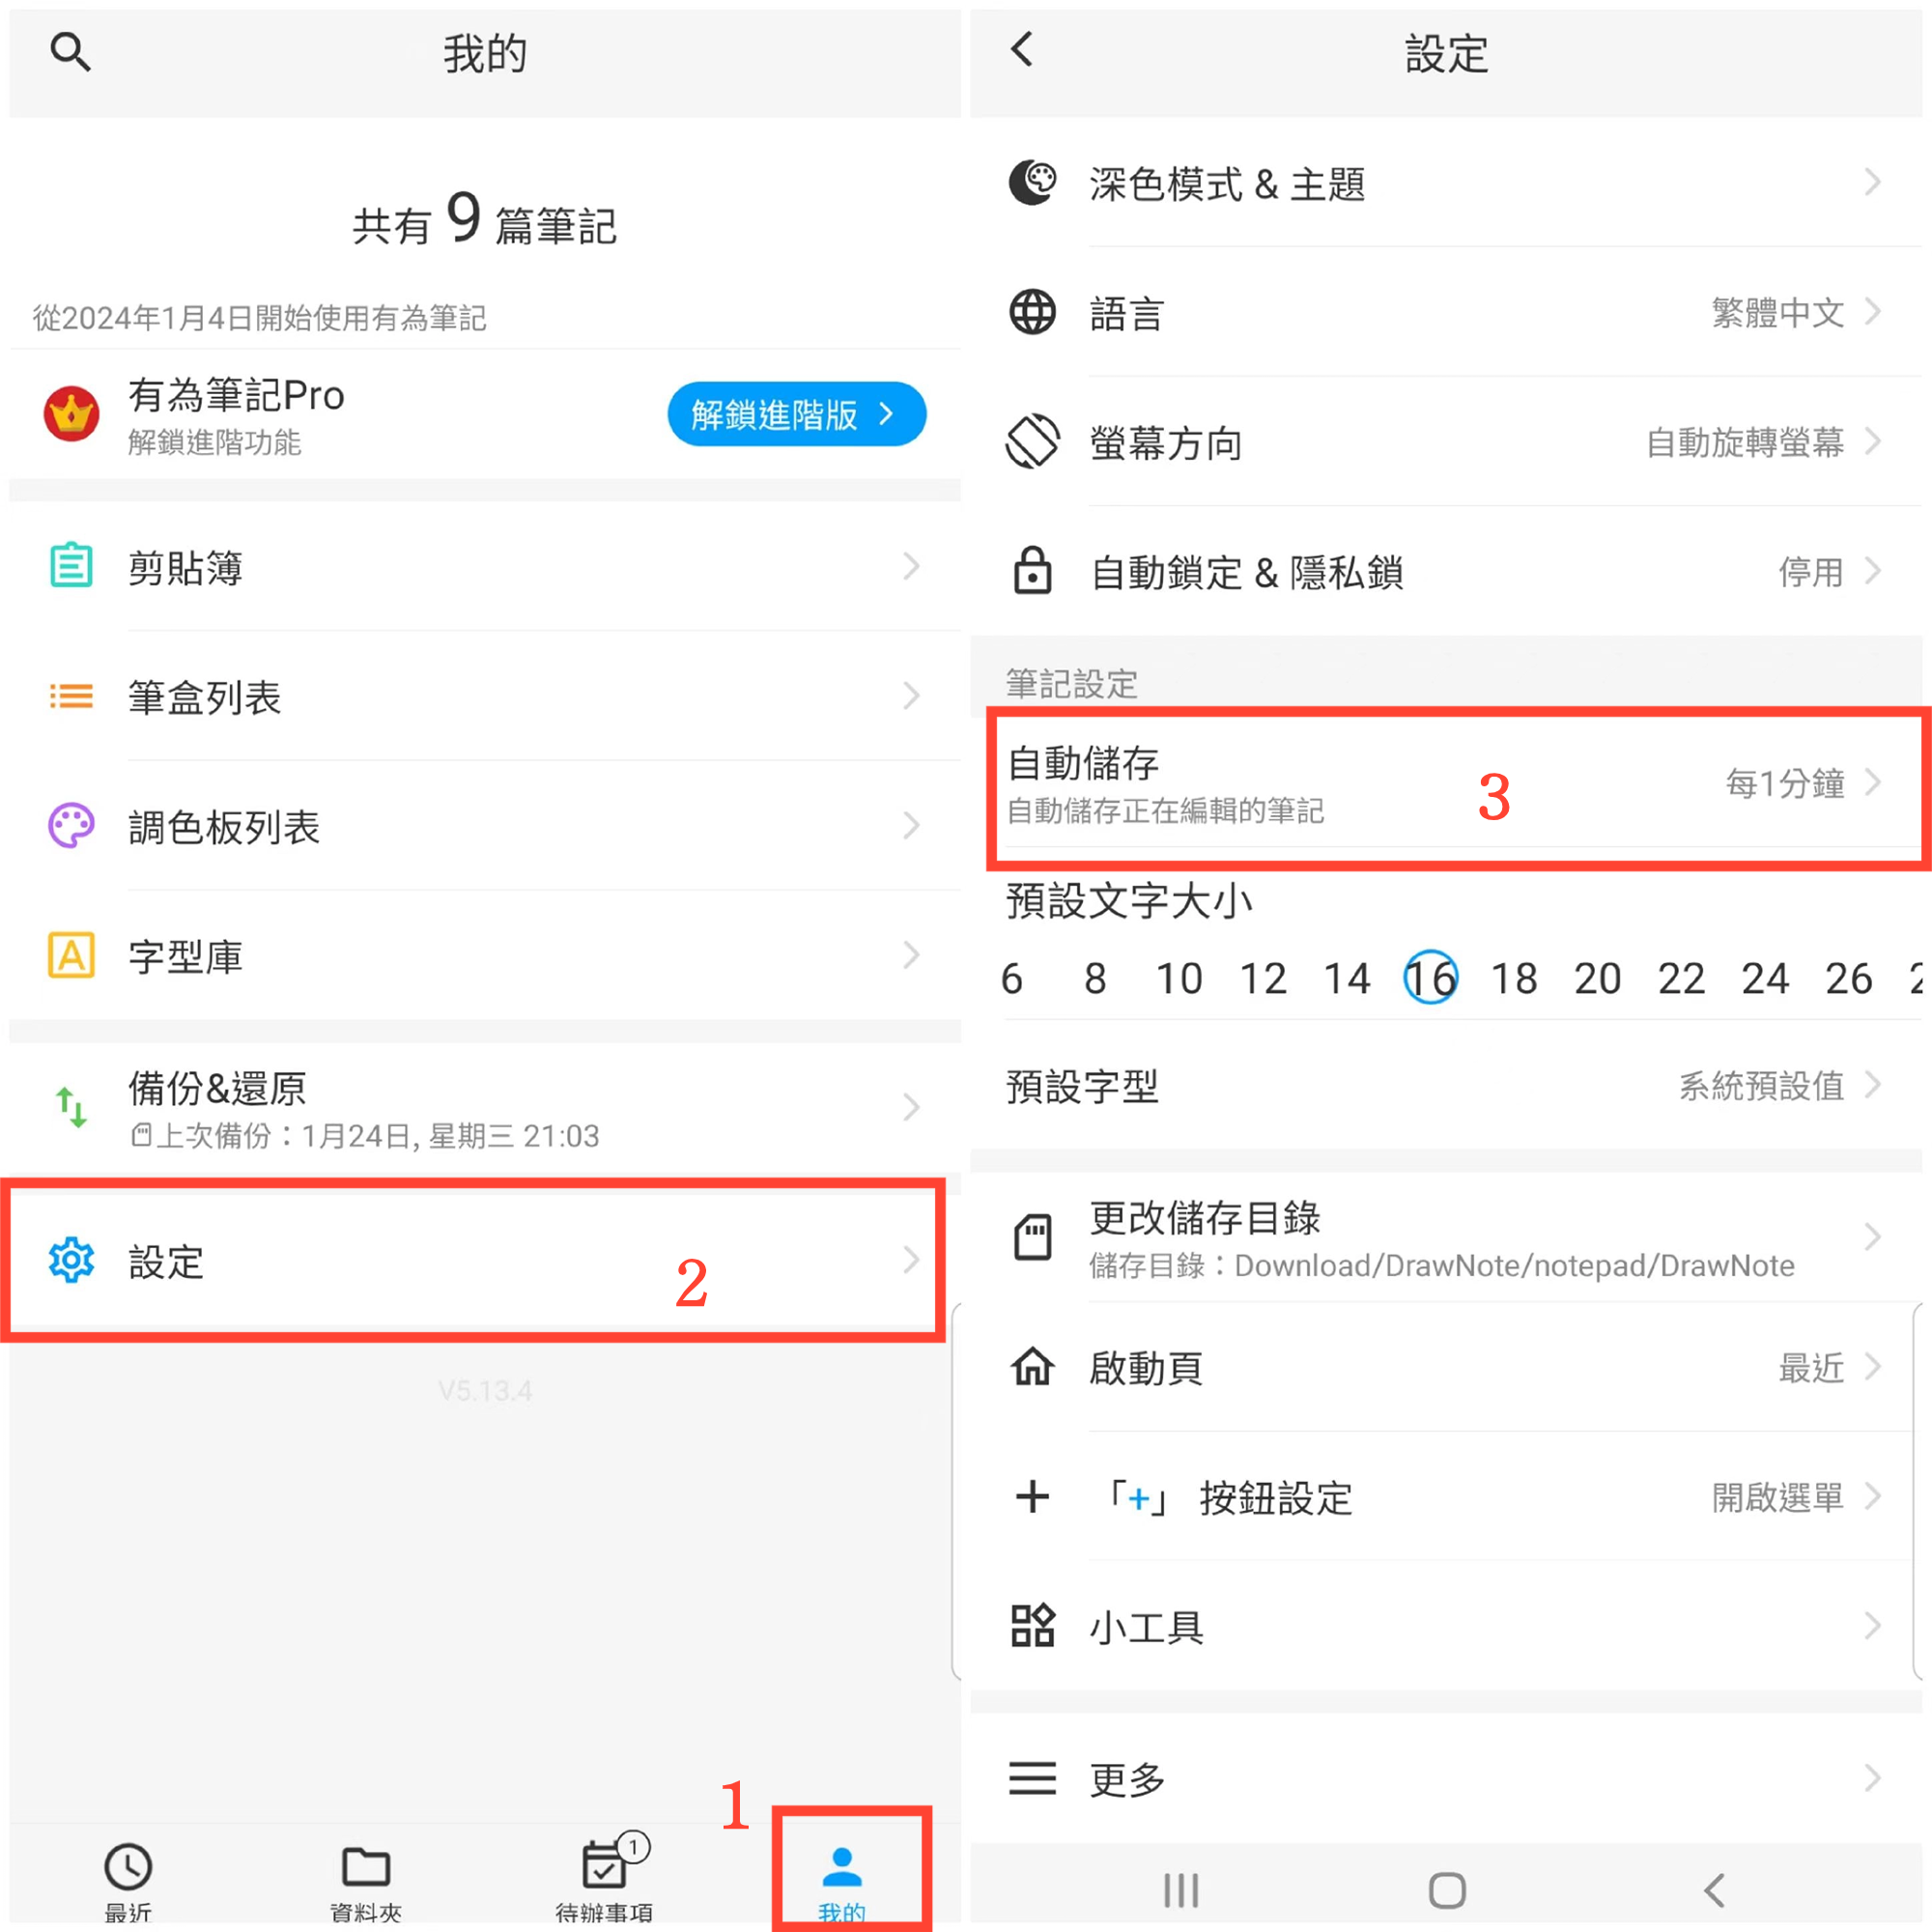 我的
共有 9 篇筆記
從2024年1月4日開始使用有為筆記
有為筆記Pro
解鎖進階功能
解鎖進階版
剪貼簿
筆盒列表
調色板列表
A
字型庫
備份&還原
上次備份：1月24日, 星期三 21:03
設定
2
V5.13.4
1
最近
資料夾
1
待辦事項
我的
設定
深色模式 & 主題
語言
繁體中文
螢幕方向
自動旋轉螢幕
自動鎖定 & 隱私鎖
停用
筆記設定
自動儲存
自動儲存正在編輯的筆記
3
每1分鐘
預設文字大小
6 8 10 12 14 16 18 20 22 24 26
預設字型
系統預設值
更改儲存目錄
儲存目錄：Download/DrawNote/notepad/DrawNote
啟動頁
最近
「+」 按鈕設定
開啟選單
小工具
更多